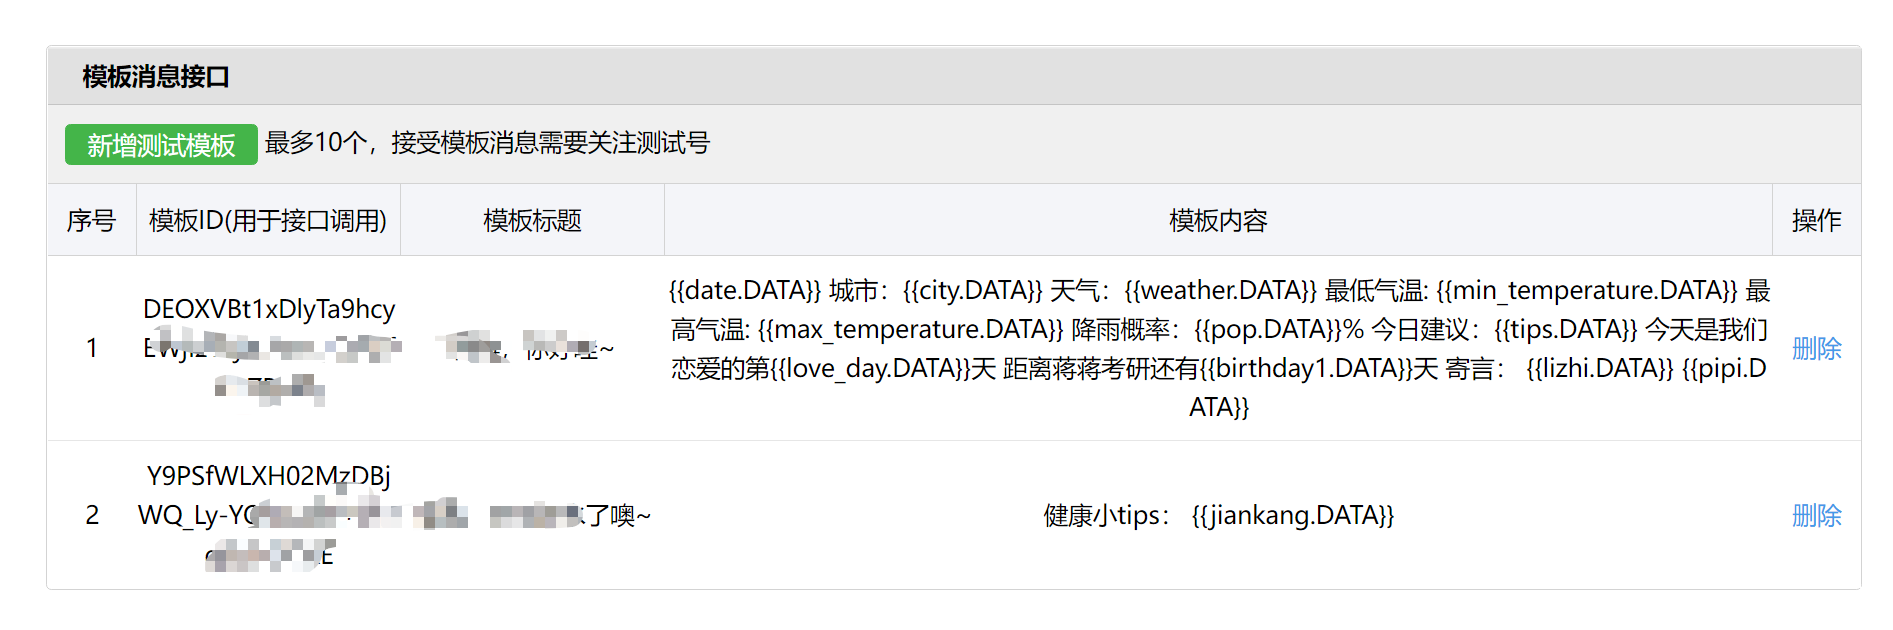 模板消息接口
新增测试模板 最多10个，接受模板消息需要关注测试号
序号 模板ID(用于接口调用) 模板标题 模板内容 操作
1
DEOXVBt1xDlyTa9hcy
{{date.DATA}} 城市：{{city.DATA}} 天气：{{weather.DATA}} 最低气温: {{min_temperature.DATA}} 最
高气温: {{max_temperature.DATA}} 降雨概率：{{pop.DATA}}% 今日建议：{{tips.DATA}} 今天是我们
恋爱的第{{love_day.DATA}}天 距离蒋蒋考研还有{{birthday1.DATA}}天 寄言： {{lizhi.DATA}} {{pipi.D
ATA}}
删除
2
Y9PSfWLXH02MzDBj
WQ_Ly-Y
了噢~
健康小tips： {{jiankang.DATA}}
删除